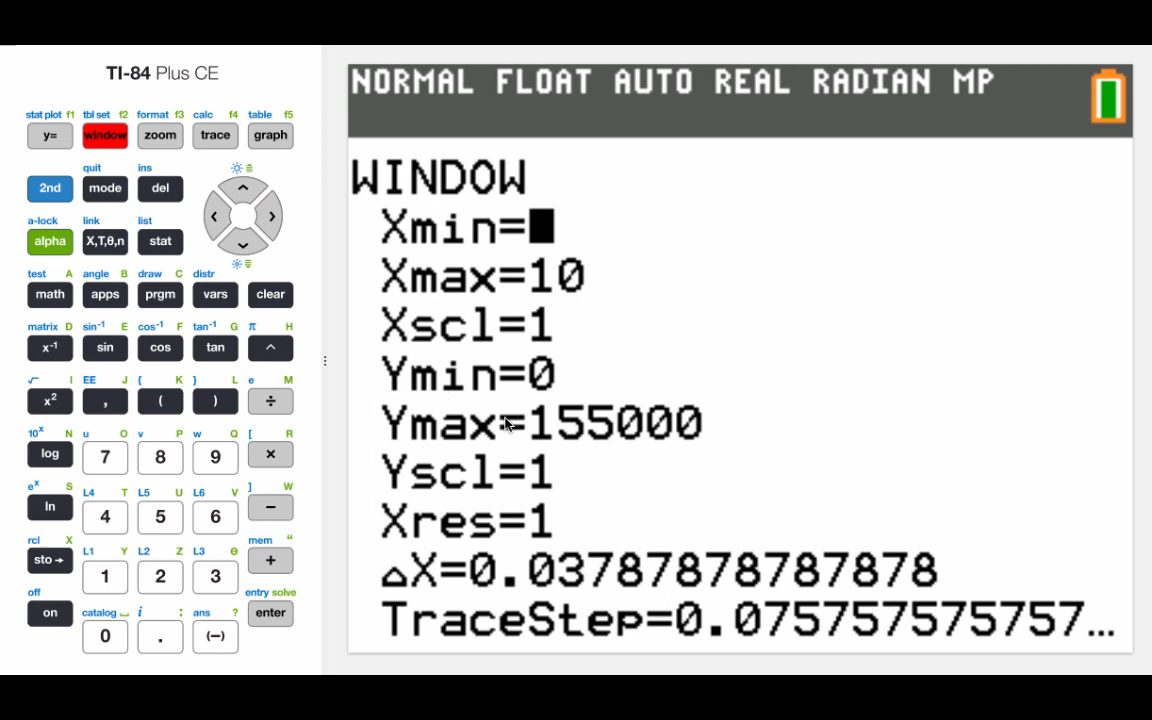 TI-84 Plus CE
NORMAL FLOAT AUTO REAL RADIAN MP
stat plot f1 tbl set f2 format f3 calc f4 table f5
y= window zoom trace graph
quit ins
2nd mode del
a-lock link list
alpha X,T,θ,n stat
test A angle B draw C distr
math apps prgm vars clear
matrix D sin⁻¹ E cos⁻¹ F tan⁻¹ G π H
x⁻¹ sin cos tan ^
√ I EE J { K } L e M
x² , ( ) ÷
10ˣ N u O v P w Q [ R
log 7 8 9 ×
eˣ S L4 T L5 U L6 V ] W
ln 4 5 6 −
rcl X L1 Y L2 Z L3 θ mem “
sto→ 1 2 3 +
off catalog ⎵ i : ans ? entry solve
on 0 . (−) enter
WINDOW
Xmin=
Xmax=10
Xscl=1
Ymin=0
Ymax=155000
Yscl=1
Xres=1
△X=0.03787878787878
TraceStep=0.075757575757…